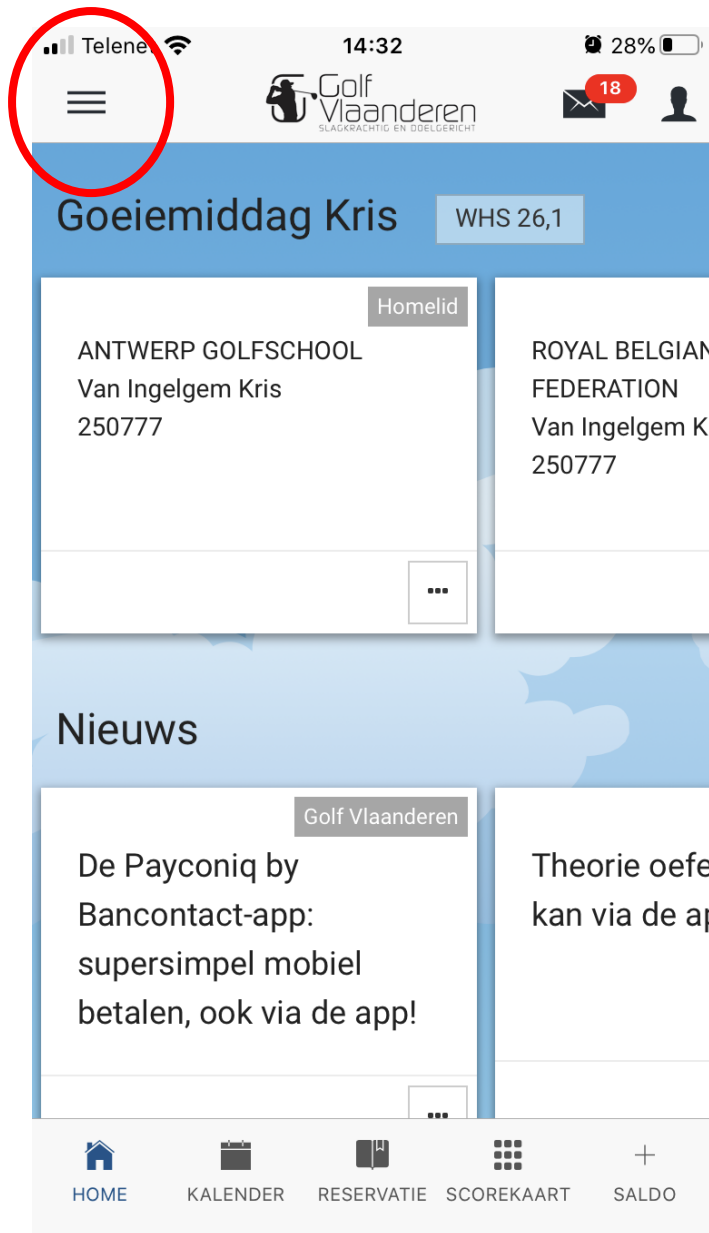 Telenet 14:32 28%
Golf
Vlaanderen
SLAGKRACHTIG EN DOELGERICHT
18
Goeiemiddag Kris WHS 26,1
Homelid
ANTWERP GOLFSCHOOL
Van Ingelgem Kris
250777
ROYAL BELGIAN
FEDERATION
Van Ingelgem K
250777
Nieuws
Golf Vlaanderen
De Payconiq by
Bancontact-app:
supersimpel mobiel
betalen, ook via de app!
Theorie oefe
kan via de ap
HOME KALENDER RESERVATIE SCOREKAART SALDO